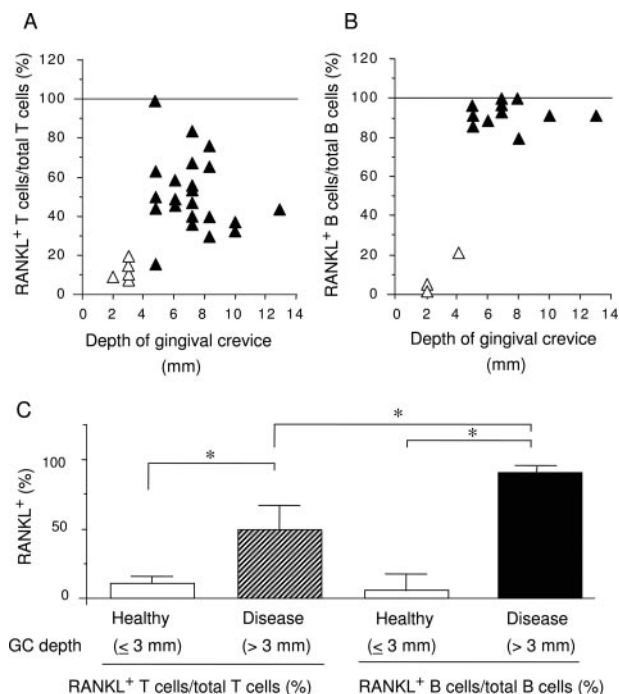 A
B
RANKL⁺ T cells/total T cells (%)
120
100
80
60
40
20
0
0 2 4 6 8 10 12 14
Depth of gingival crevice
(mm)
RANKL⁺ B cells/total B cells (%)
120
100
80
60
40
20
0
0 2 4 6 8 10 12 14
Depth of gingival crevice
(mm)
C
RANKL⁺ (%)
100
50
0
*
*
*
Healthy Disease Healthy Disease
GC depth (≤ 3 mm) (> 3 mm) (≤ 3 mm) (> 3 mm)
RANKL⁺ T cells/total T cells (%) RANKL⁺ B cells/total B cells (%)